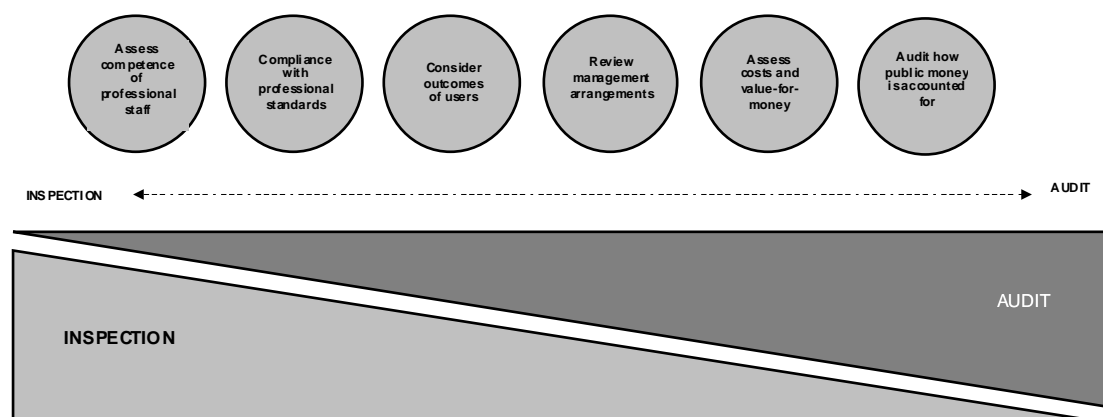 Assess
competence
of
professional
staff
Compliance
with
professional
standards
Consider
outcomes
of users
Review
management
arrangements
Assess
costs and
value-for-
money
Audit how
public money
is accounted
for
INSPECTION
AUDIT
AUDIT
INSPECTION